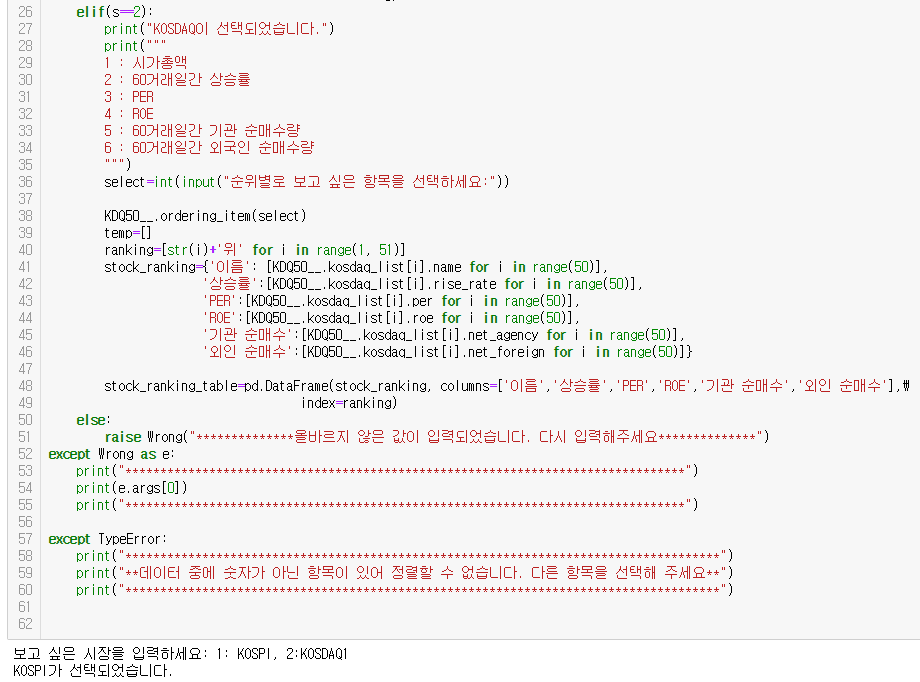 26 elif(s==2):
27 print("KOSDAQ이 선택되었습니다.")
28 print("""
29 1 : 시가총액
30 2 : 60거래일간 상승률
31 3 : PER
32 4 : ROE
33 5 : 60거래일간 기관 순매수량
34 6 : 60거래일간 외국인 순매수량
35 """)
36 select=int(input("순위별로 보고 싶은 항목을 선택하세요:"))
37
38 KDQ50__.ordering_item(select)
39 temp=[]
40 ranking=[str(i)+'위' for i in range(1, 51)]
41 stock_ranking={'이름': [KDQ50__.kosdaq_list[i].name for i in range(50)],
42 '상승률':[KDQ50__.kosdaq_list[i].rise_rate for i in range(50)],
43 'PER':[KDQ50__.kosdaq_list[i].per for i in range(50)],
44 'ROE':[KDQ50__.kosdaq_list[i].roe for i in range(50)],
45 '기관 순매수':[KDQ50__.kosdaq_list[i].net_agency for i in range(50)],
46 '외인 순매수':[KDQ50__.kosdaq_list[i].net_foreign for i in range(50)]}
47
48 stock_ranking_table=pd.DataFrame(stock_ranking, columns=['이름','상승률','PER','ROE','기관 순매수','외인 순매수'],₩
49 index=ranking)
50 else:
51 raise Wrong("**************올바르지 않은 값이 입력되었습니다. 다시 입력해주세요**************")
52 except Wrong as e:
53 print("********************************************************************************")
54 print(e.args[0])
55 print("********************************************************************************")
56
57 except TypeError:
58 print("*************************************************************************************")
59 print("**데이터 중에 숫자가 아닌 항목이 있어 정렬할 수 없습니다. 다른 항목을 선택해 주세요**")
60 print("*************************************************************************************")
61
62
보고 싶은 시장을 입력하세요: 1: KOSPI, 2:KOSDAQ1
KOSPI가 선택되었습니다.